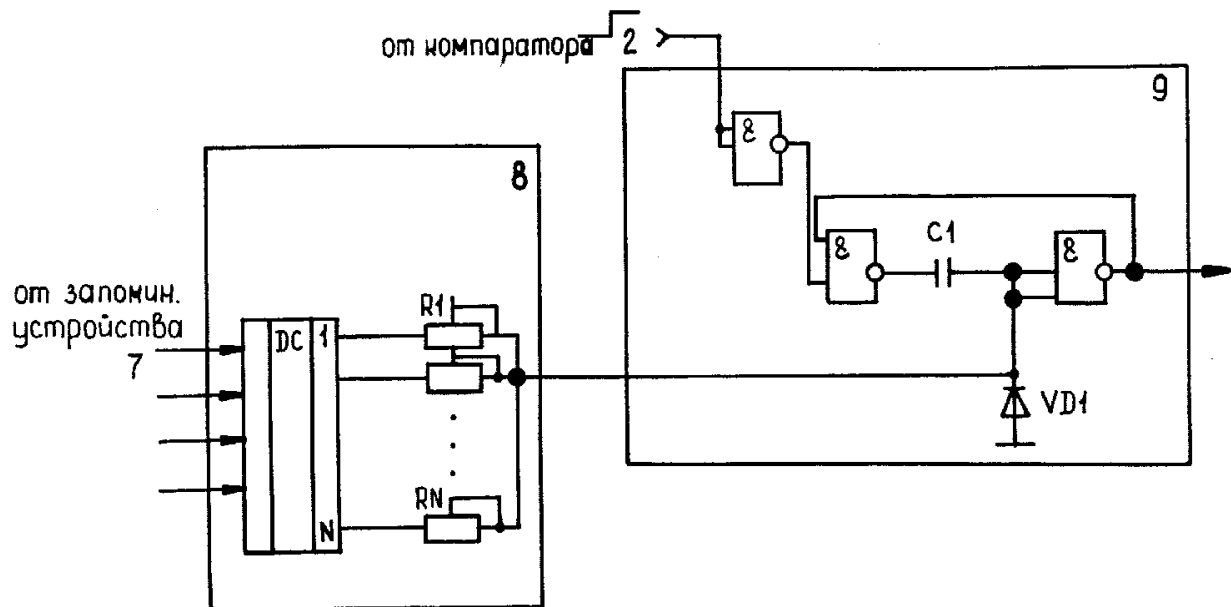 от компаратора 2
9
&
8
&
C1
&
от запомин.
устройства
7
DC
1
R1
VD1
RN
N